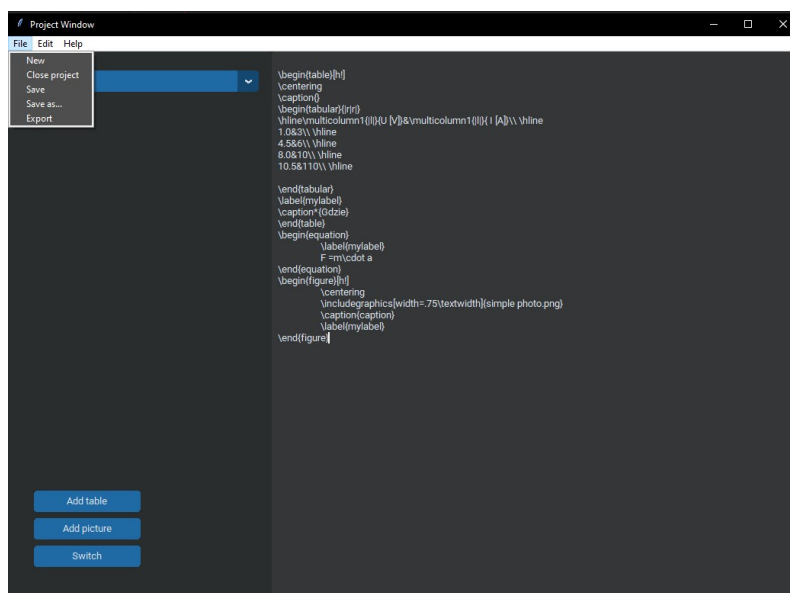 Project Window
File Edit Help
New
Close project
Save
Save as...
Export
\begin{table}[h!]
\centering
\caption{}
\begin{tabular}{|r|r|}
\hline\multicolumn1{|l|}{U [V]}&\multicolumn1{|l|}{ I [A]}\\ \hline
1.0&3\\ \hline
4.5&6\\ \hline
8.0&10\\ \hline
10.5&110\\ \hline
\end{tabular}
\label{mylabel}
\caption*{Gdzie}
\end{table}
\begin{equation}
\label{mylabel}
F =m\cdot a
\end{equation}
\begin{figure}[h!]
\centering
\includegraphics[width=.75\textwidth]{simple photo.png}
\caption{caption}
\label{mylabel}
\end{figure}
Add table
Add picture
Switch